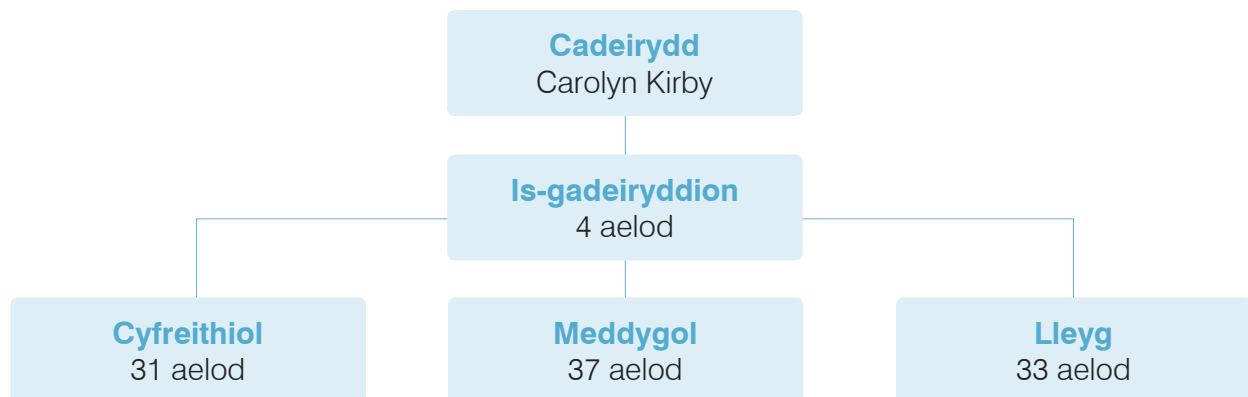 Cadeirydd
Carolyn Kirby
Is-gadeiryddion
4 aelod
Cyfreithiol
31 aelod
Meddygol
37 aelod
Lleyg
33 aelod